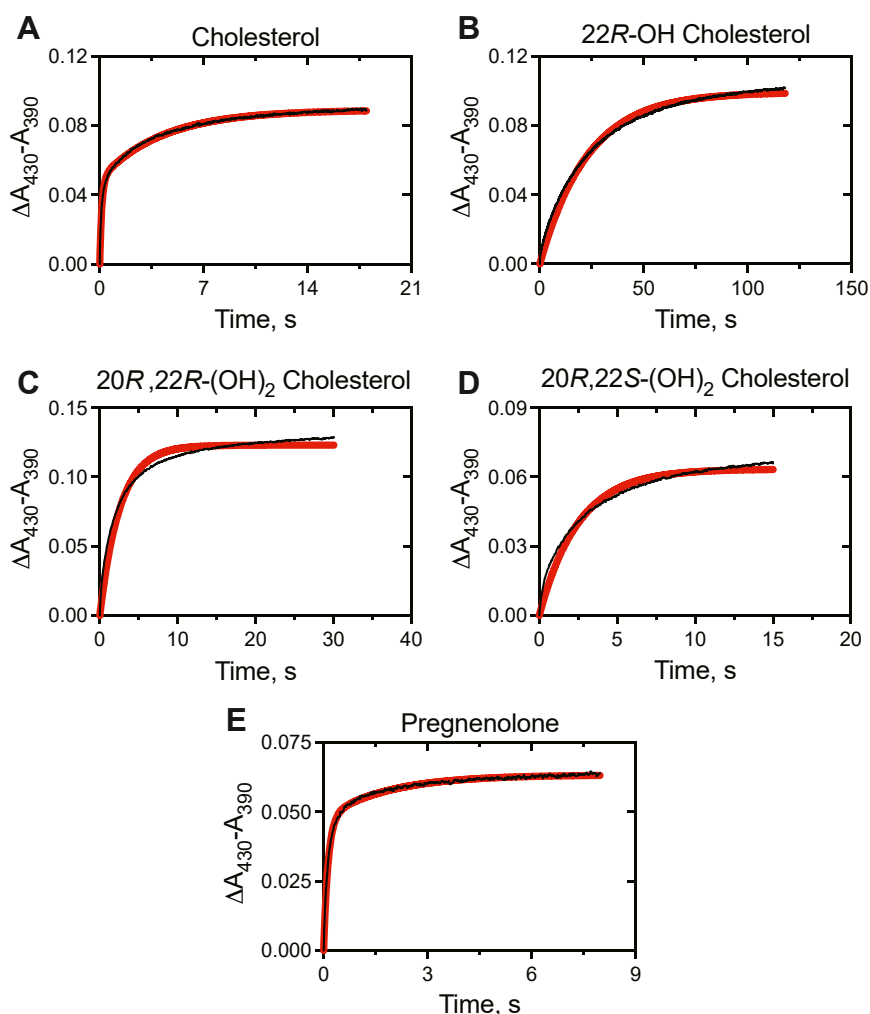 A
Cholesterol
ΔA430-A390
0.12
0.08
0.04
0.00
0
7
14
21
Time, s
B
22R-OH Cholesterol
ΔA430-A390
0.12
0.08
0.04
0.00
0
50
100
150
Time, s
C
20R,22R-(OH)2 Cholesterol
ΔA430-A390
0.15
0.10
0.05
0.00
0
10
20
30
40
Time, s
D
20R,22S-(OH)2 Cholesterol
ΔA430-A390
0.09
0.06
0.03
0.00
0
5
10
15
20
Time, s
E
Pregnenolone
ΔA430-A390
0.075
0.050
0.025
0.000
0
3
6
9
Time, s